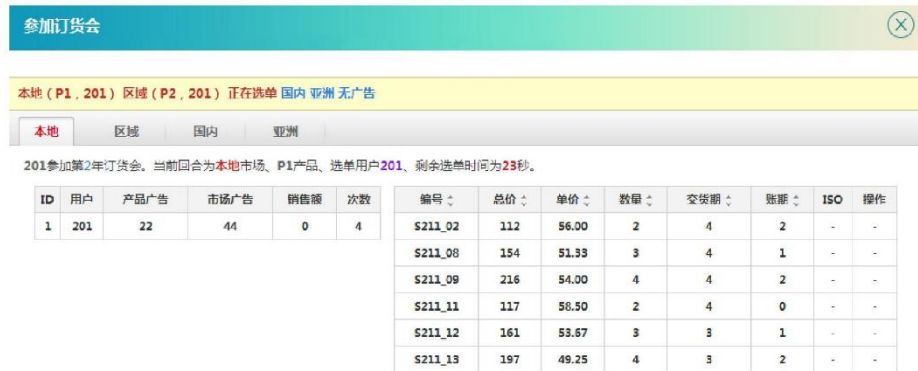 参加订货会
本地（P1，201）区域（P2，201）正在选单 国内 亚洲 无广告
本地 区域 国内 亚洲
201参加第2年订货会。当前回合为本地市场、P1产品、选单用户201、剩余选单时间为23秒。
ID 用户 产品广告 市场广告 销售额 次数
1 201 22 44 0 4
编号 总价 单价 数量 交货期 账期 ISO 操作
S211_02 112 56.00 2 4 2 - -
S211_08 154 51.33 3 4 1 - -
S211_09 216 54.00 4 4 2 - -
S211_11 117 58.50 2 4 0 - -
S211_12 161 53.67 3 3 1 - -
S211_13 197 49.25 4 3 2 - -